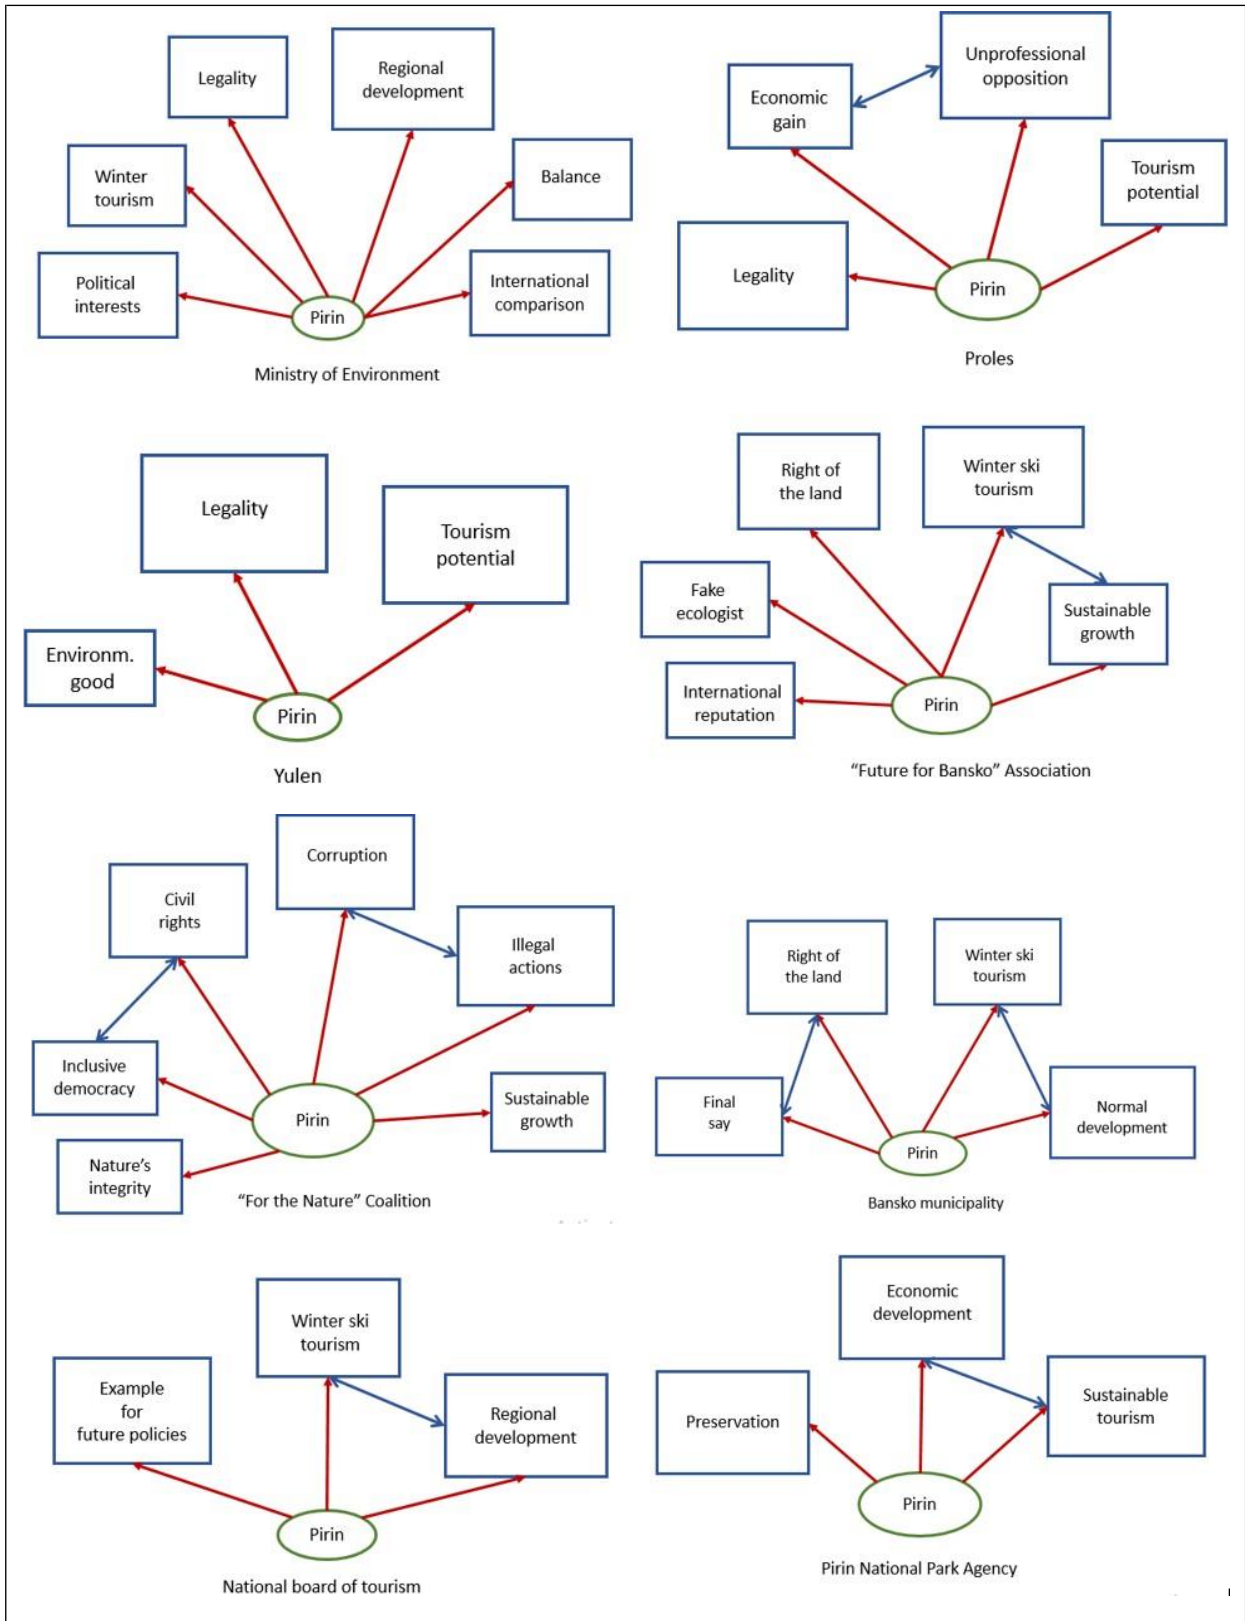 Legality
Regional
development
Winter
tourism
Balance
Political
interests
International
comparison
Pirin
Ministry of Environment
Unprofessional
opposition
Economic
gain
Tourism
potential
Legality
Pirin
Proles
Legality
Tourism
potential
Environm.
good
Pirin
Yulen
Right of
the land
Winter ski
tourism
Fake
ecologist
Sustainable
growth
International
reputation
Pirin
“Future for Bansko” Association
Corruption
Civil
rights
Illegal
actions
Inclusive
democracy
Pirin
Sustainable
growth
Nature’s
integrity
“For the Nature” Coalition
Right of
the land
Winter ski
tourism
Final
say
Normal
development
Pirin
Bansko municipality
Winter ski
tourism
Example
for
future policies
Regional
development
Pirin
National board of tourism
Economic
development
Preservation
Sustainable
tourism
Pirin
Pirin National Park Agency